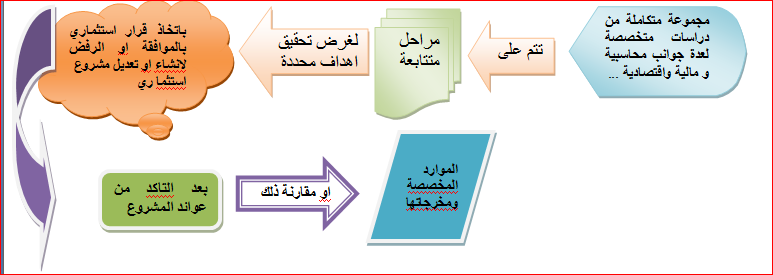 مجموعة متكاملة من
دراسات متخصصة
لعدة جوانب محاسبية
و مالية واقتصادية ...
تتم على
مراحل
متتابعة
لغرض تحقيق
اهداف محددة
باتخاذ قرار استثماري
بالموافقة او الرفض
لانشاء او تعديل مشروع
استثما ري
بعد التاكد من
عوائد المشروع
او مقارنة ذلك
الموارد
المخصصة
ومخرجاتها